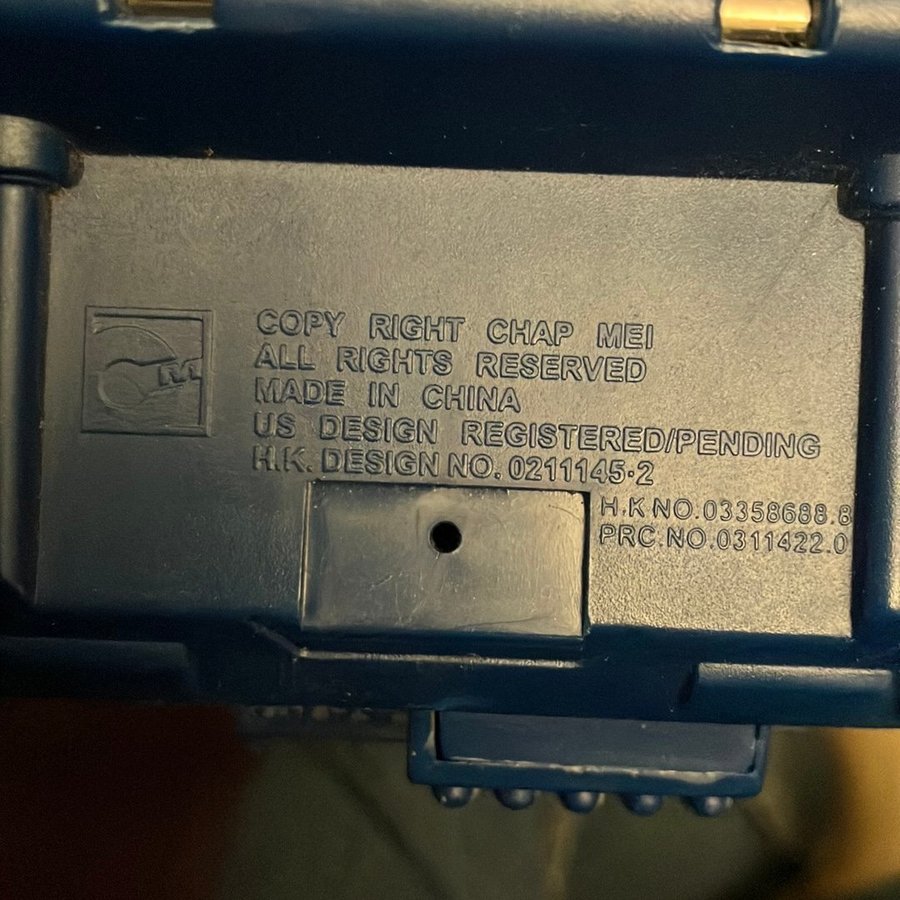 CM
COPY RIGHT CHAP MEI
ALL RIGHTS RESERVED
MADE IN CHINA
US DESIGN REGISTERED/PENDING
H.K. DESIGN NO. 0211145·2
H.K NO.03358688.8
PRC.NO.0311422.0